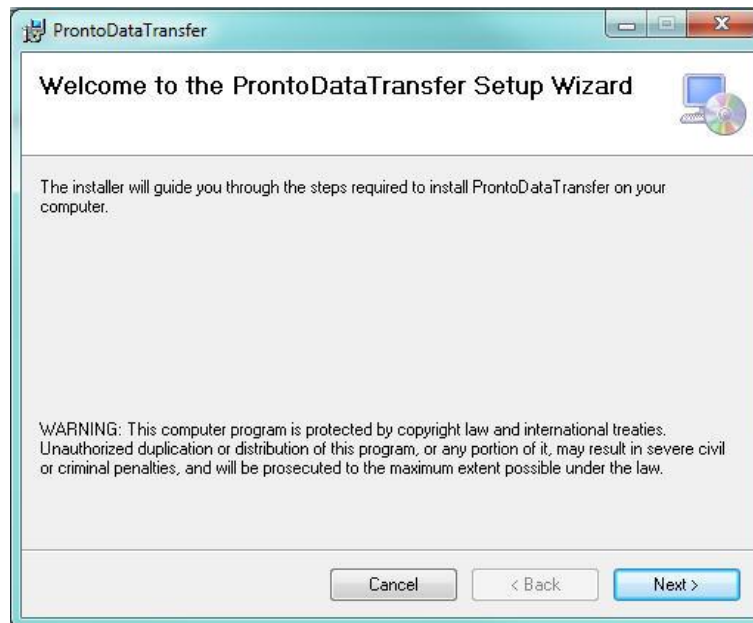 ProntoDataTransfer
Welcome to the ProntoDataTransfer Setup Wizard
The installer will guide you through the steps required to install ProntoDataTransfer on your
computer.
WARNING: This computer program is protected by copyright law and international treaties.
Unauthorized duplication or distribution of this program, or any portion of it, may result in severe civil
or criminal penalties, and will be prosecuted to the maximum extent possible under the law.
Cancel < Back Next >